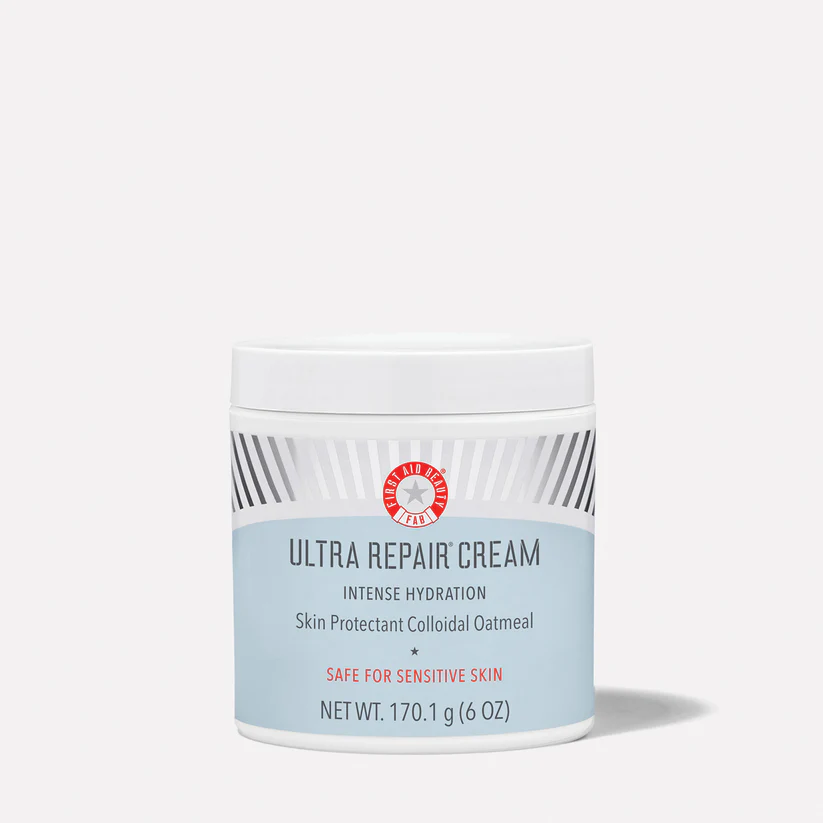 FIRST AID BEAUTY®
FAB
ULTRA REPAIR® CREAM
INTENSE HYDRATION
Skin Protectant Colloidal Oatmeal
SAFE FOR SENSITIVE SKIN
NET WT. 170.1 g (6 OZ)